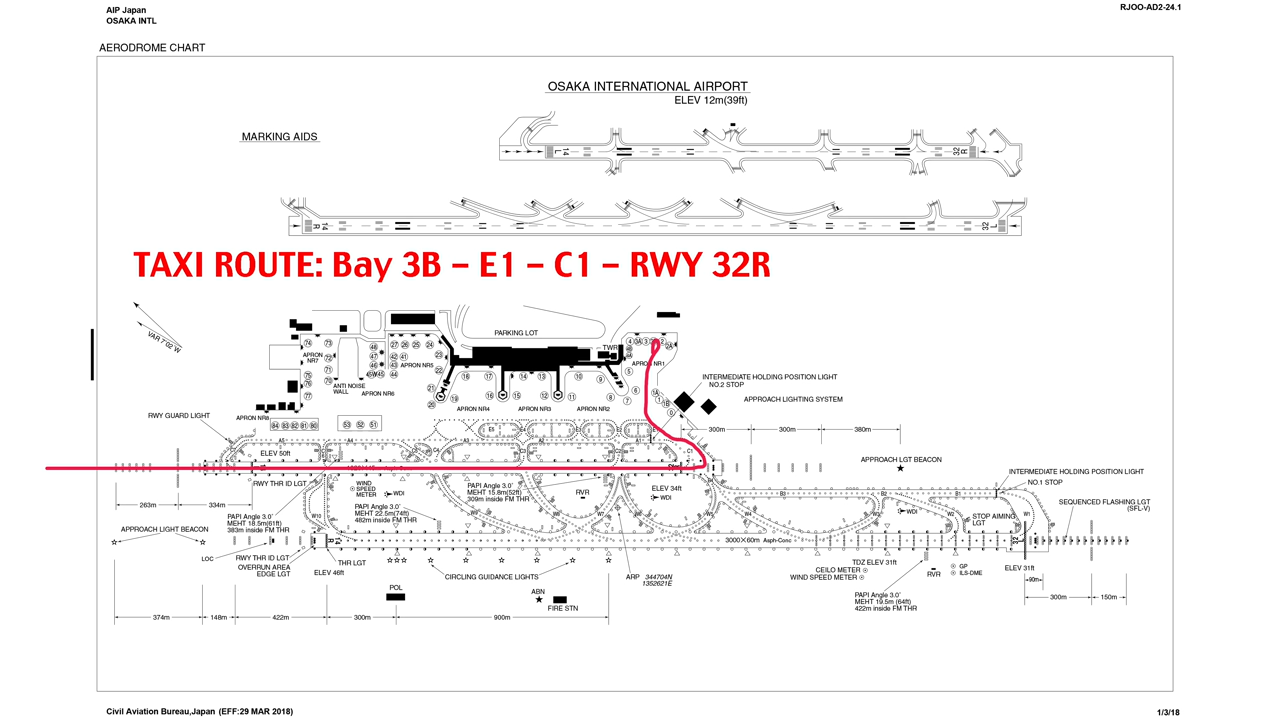 AIP Japan
OSAKA INTL
RJOO-AD2-24.1
AERODROME CHART
OSAKA INTERNATIONAL AIRPORT
ELEV 12m(39ft)
MARKING AIDS
TAXI ROUTE: Bay 3B – E1 – C1 – RWY 32R
VAR 7°02' W
PARKING LOT
TWR
APRON NR7
APRON NR5
ANTI NOISE
WALL
APRON NR6
APRON NR8
APRON NR4
APRON NR3
APRON NR2
INTERMEDIATE HOLDING POSITION LIGHT
NO.2 STOP
APPROACH LIGHTING SYSTEM
RWY GUARD LIGHT
300m
300m
380m
ELEV 50ft
APPROACH LGT BEACON
INTERMEDIATE HOLDING POSITION LIGHT
NO.1 STOP
SEQUENCED FLASHING LGT
(SFL-V)
RWY THR ID LGT
WIND
SPEED
METER
WDI
PAPI Angle 3.0°
MEHT 15.8m(52ft)
309m inside FM THR
RVR
ELEV 34ft
WDI
263m
334m
PAPI Angle 3.0°
MEHT 18.5m(61ft)
383m inside FM THR
PAPI Angle 3.0°
MEHT 22.5m(74ft)
482m inside FM THR
WDI
STOP AIMING
LGT
APPROACH LIGHT BEACON
3000×60m Asph-Conc
LOC
RWY THR ID LGT
OVERRUN AREA
EDGE LGT
THR LGT
ELEV 46ft
CIRCLING GUIDANCE LIGHTS
ARP
344704N
1352621E
TDZ ELEV 31ft
CEILO METER
WIND SPEED METER
RVR
GP
ILS-DME
ELEV 31ft
90m
POL
ABN
FIRE STN
PAPI Angle 3.0°
MEHT 19.5m (64ft)
422m inside FM THR
300m
150m
374m
148m
422m
300m
900m
Civil Aviation Bureau,Japan (EFF:29 MAR 2018)
1/3/18